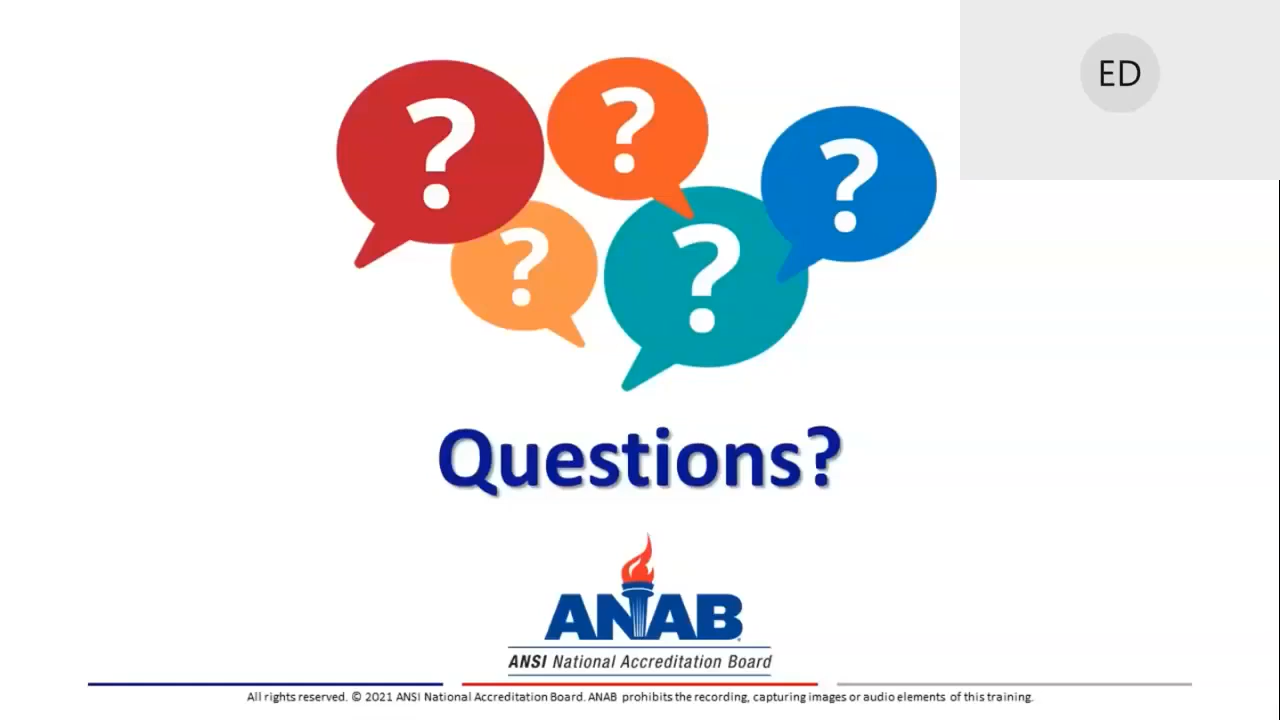 ED
? ? ?
? ?
Questions?
ANAB
ANSI National Accreditation Board
All rights reserved. © 2021 ANSI National Accreditation Board. ANAB prohibits the recording, capturing images or audio elements of this training.